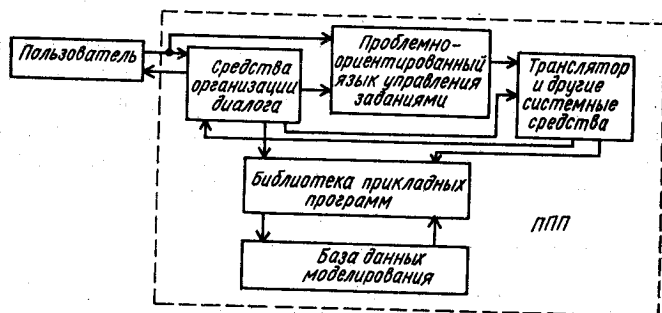 Пользователь
Средства
организации
диалога
Проблемно-
ориентированный
язык управления
заданиями
Транслятор
и другие
системные
средства
Библиотека прикладных
программ
ППП
База данных
моделирования